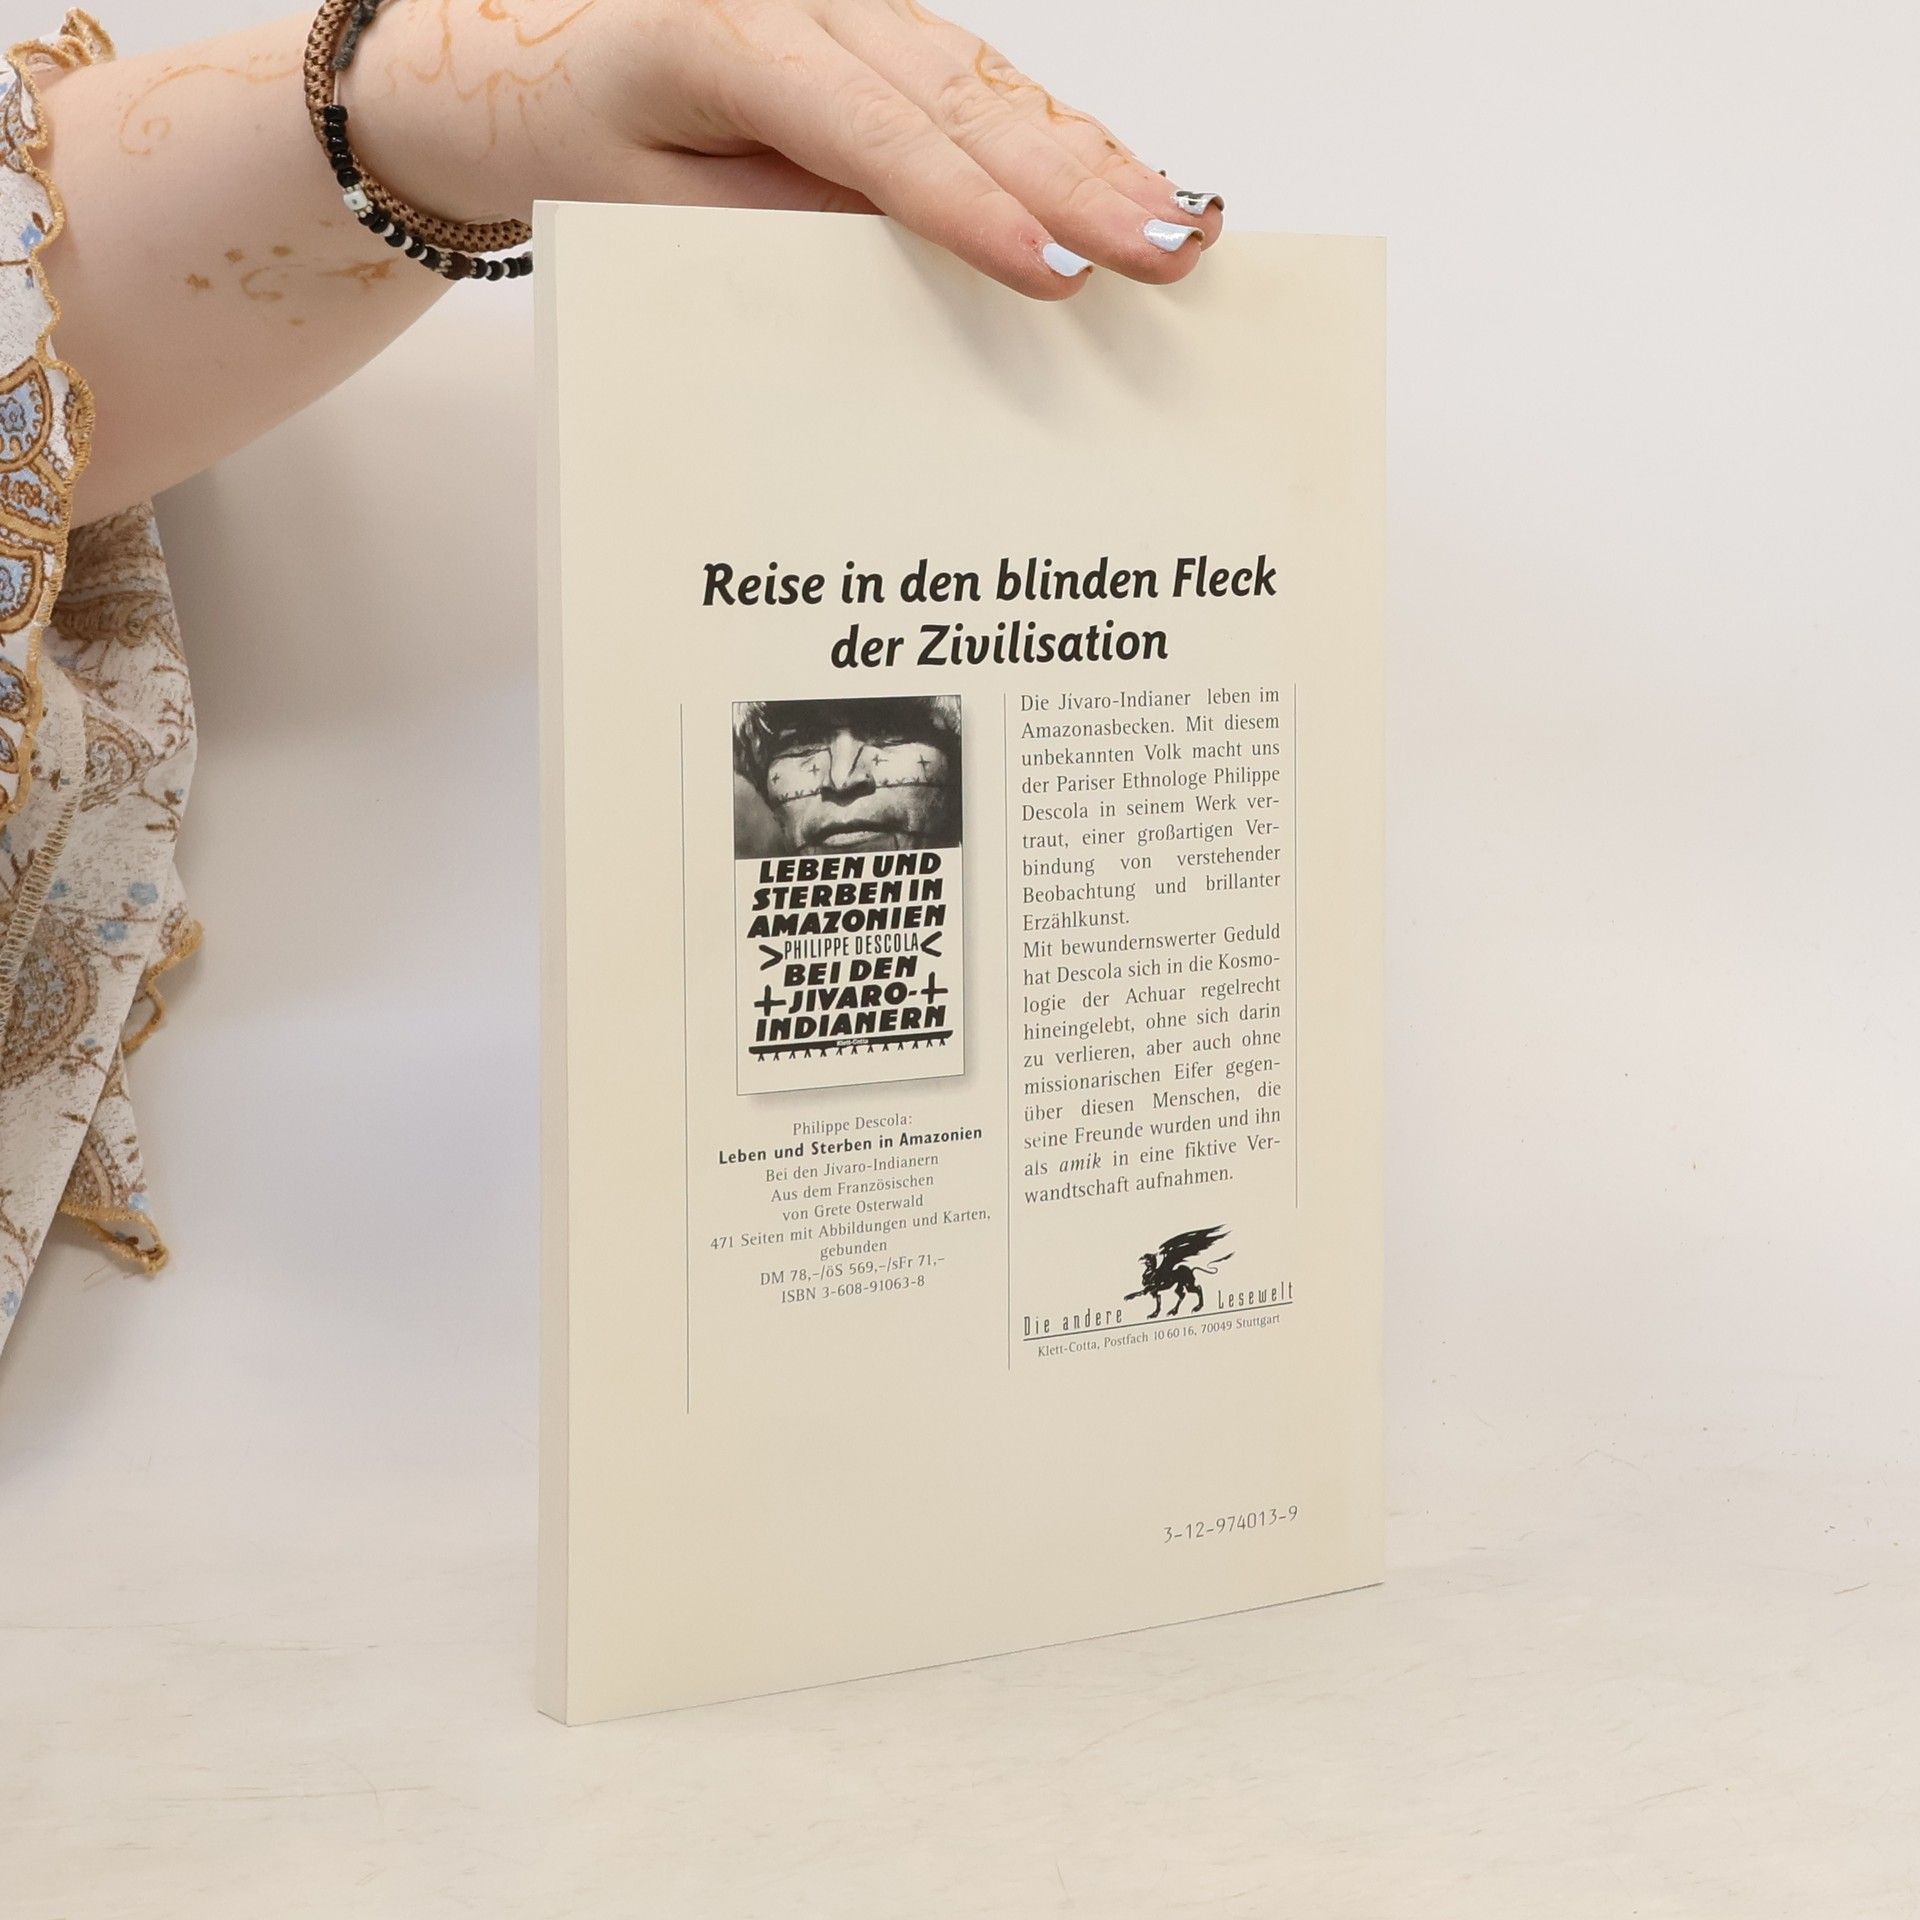 Reise in den blinden Fleck
der Zivilisation
LEBEN UND
STERBEN IN
AMAZONIEN
>PHILIPPE DESCOLA<
BEI DEN
+JIVARO-+
INDIANERN
Klett-Cotta
Philippe Descola:
Leben und Sterben in Amazonien
Bei den Jívaro-Indianern
Aus dem Französischen
von Grete Osterwald
471 Seiten mit Abbildungen und Karten,
gebunden
DM 78,-/öS 569,-/sFr 71,-
ISBN 3-608-91063-8
Die Jívaro-Indianer leben im
Amazonasbecken. Mit diesem
unbekannten Volk macht uns
der Pariser Ethnologe Philippe
Descola in seinem Werk ver-
traut, einer großartigen Ver-
bindung von verstehender
Beobachtung und brillanter
Erzählkunst.
Mit bewundernswerter Geduld
hat Descola sich in die Kosmo-
logie der Achuar regelrecht
hineingelebt, ohne sich darin
zu verlieren, aber auch ohne
missionarischen Eifer gegen-
über diesen Menschen, die
seine Freunde wurden und ihn
als amik in eine fiktive Ver-
wandtschaft aufnahmen.
Die andere Lesewelt
Klett-Cotta, Postfach 10 60 16, 70049 Stuttgart
3-12-974013-9